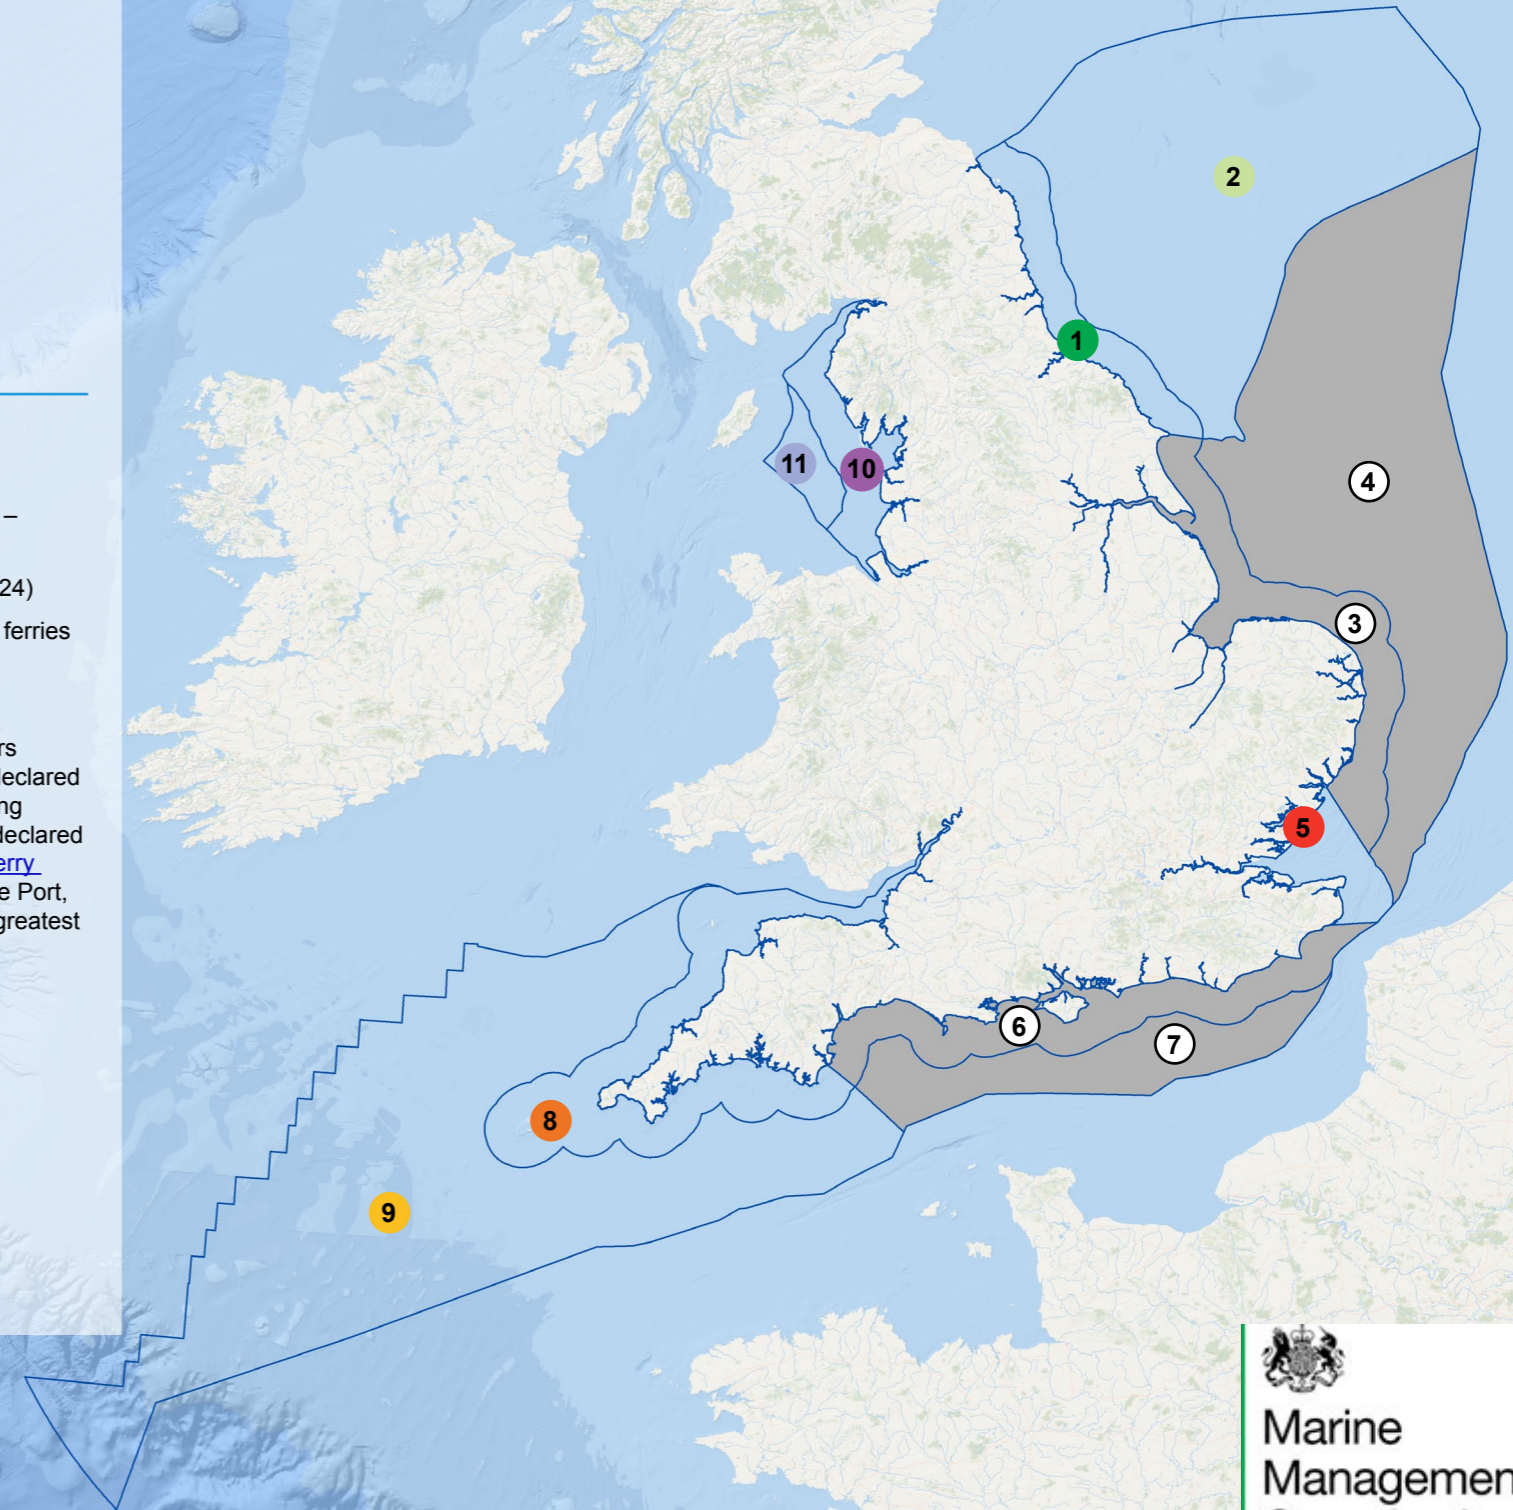 –
24)
ferries
rs
declared
ng
declared
erry
e Port,
greatest
2
1
4
11
10
3
5
6
7
8
9
Marine
Managemen